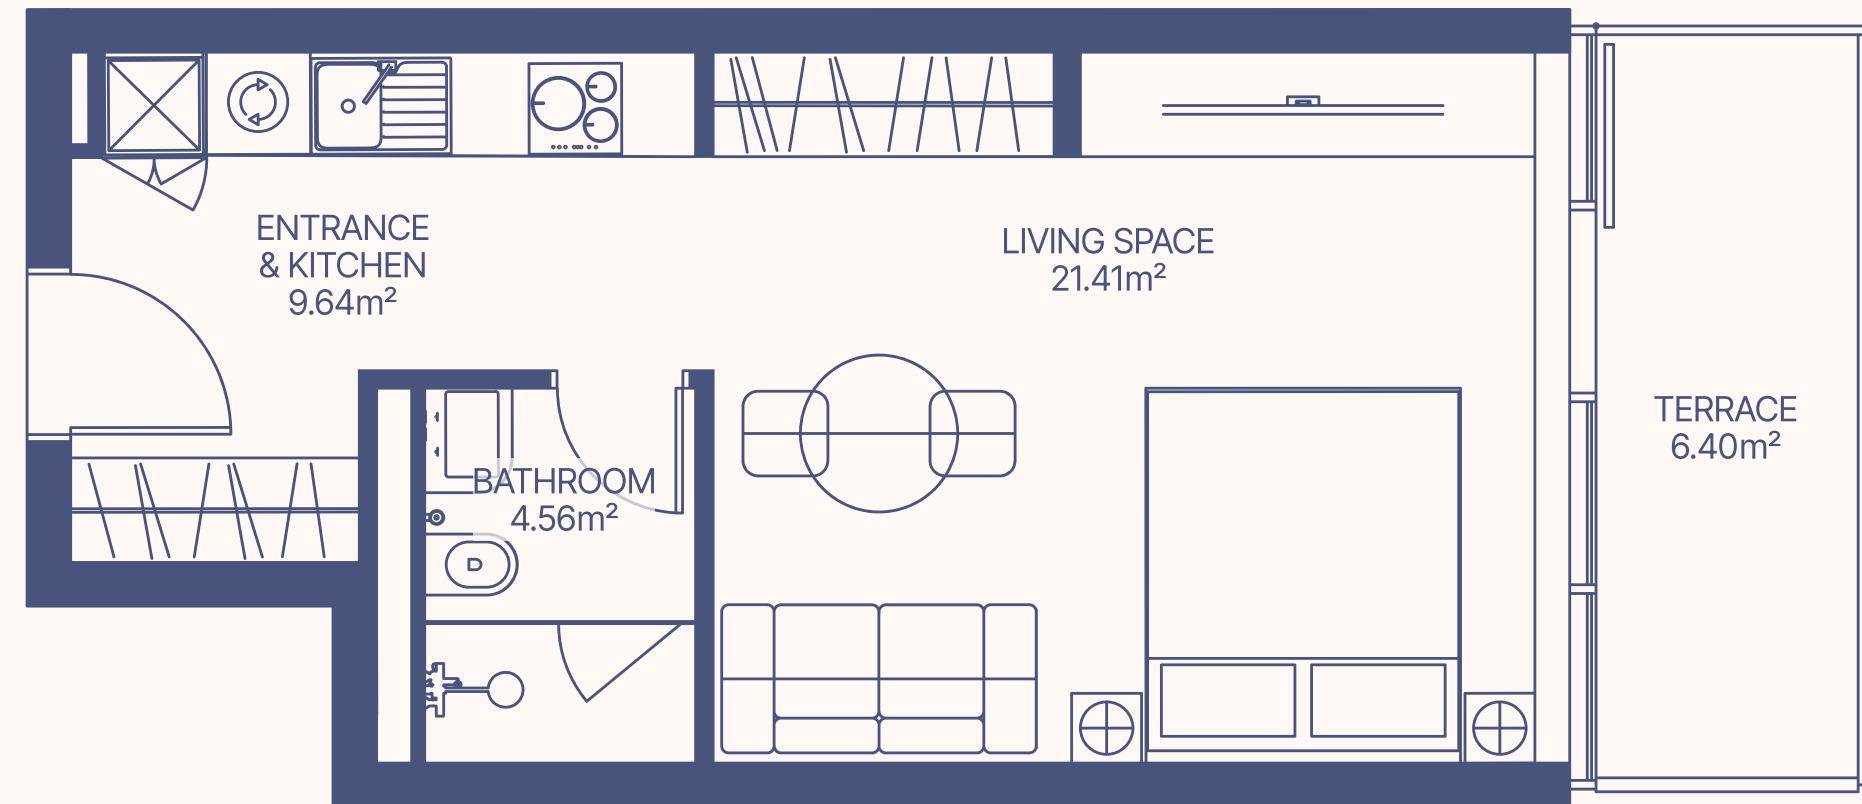 ENTRANCE
& KITCHEN
9.64m²
LIVING SPACE
21.41m²
TERRACE
6.40m²
BATHROOM
4.56m²